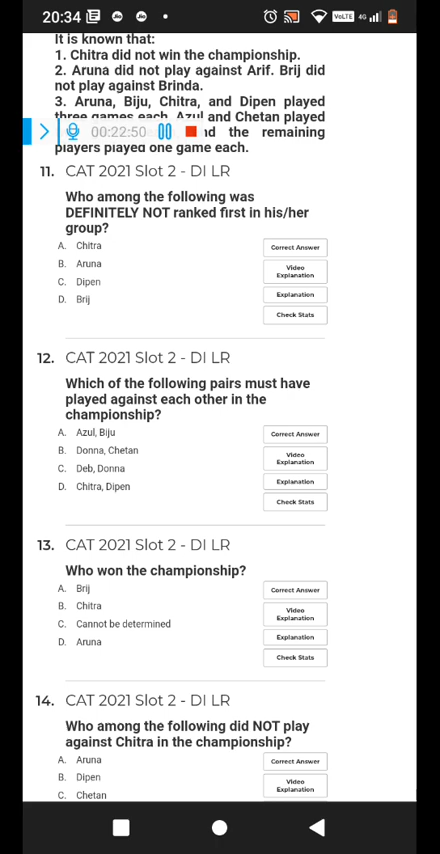 20:34 Jio Jio VoLTE 4G
It is known that:
1. Chitra did not win the championship.
2. Aruna did not play against Arif. Brij did
not play against Brinda.
3. Aruna, Biju, Chitra, and Dipen played
three games each, Azul and Chetan played
00:22:50 nd the remaining
players played one game each.
11. CAT 2021 Slot 2 - DI LR
Who among the following was
DEFINITELY NOT ranked first in his/her
group?
A. Chitra
B. Aruna
C. Dipen
D. Brij
Correct Answer
Video
Explanation
Explanation
Check Stats
12. CAT 2021 Slot 2 - DI LR
Which of the following pairs must have
played against each other in the
championship?
A. Azul, Biju
B. Donna, Chetan
C. Deb, Donna
D. Chitra, Dipen
Correct Answer
Video
Explanation
Explanation
Check Stats
13. CAT 2021 Slot 2 - DI LR
Who won the championship?
A. Brij
B. Chitra
C. Cannot be determined
D. Aruna
Correct Answer
Video
Explanation
Explanation
Check Stats
14. CAT 2021 Slot 2 - DI LR
Who among the following did NOT play
against Chitra in the championship?
A. Aruna
B. Dipen
C. Chetan
Correct Answer
Video
Explanation